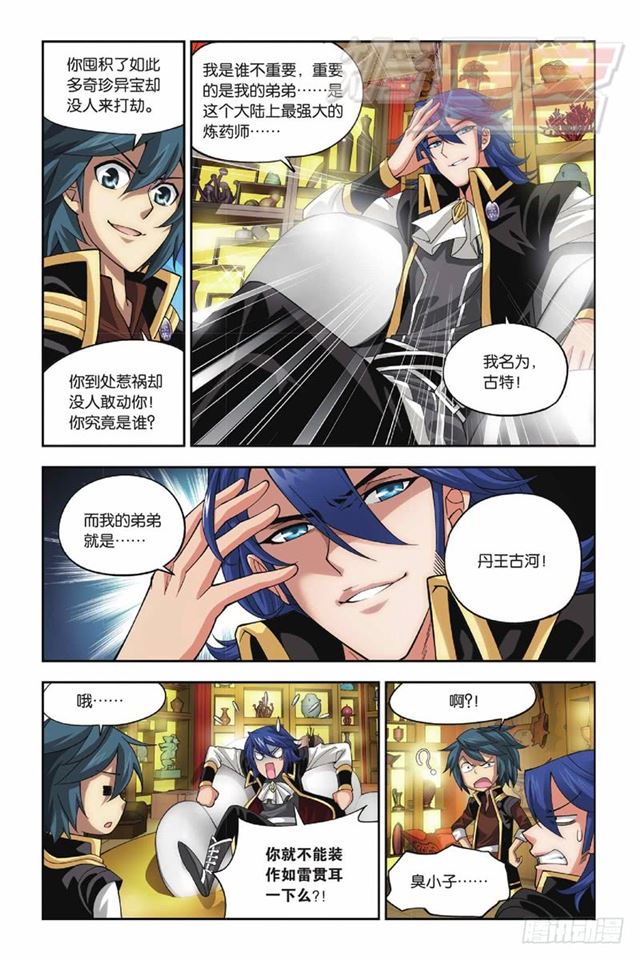 你囤积了如此
多奇珍异宝却
没人来打劫。
你到处惹祸却
没人敢动你！
你究竟是谁？
我是谁不重要，重要
的是我的弟弟……是
这个大陆上最强大的
炼药师……
我名为，
古特！
而我的弟弟
就是……
丹王古河！
哦……
你就不能装
作如雷贯耳
一下么？！
啊？！
臭小子……
腾讯动漫